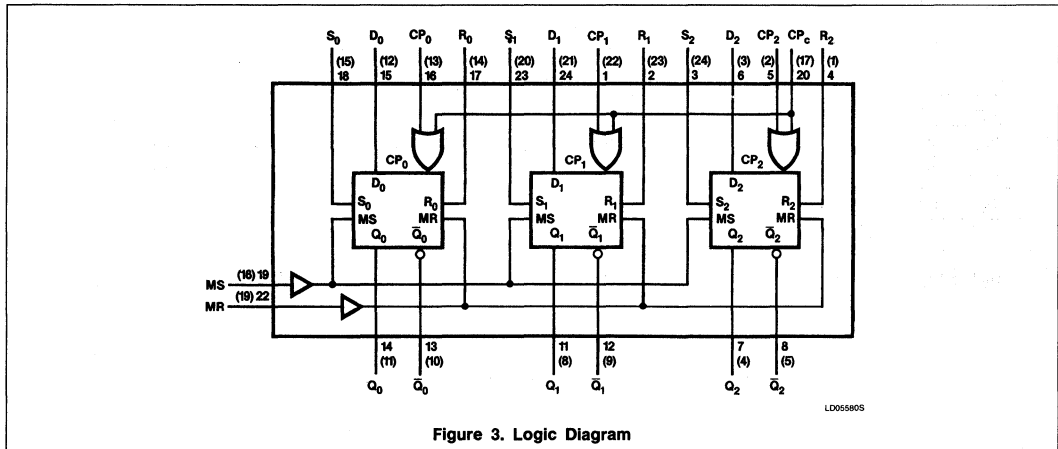 S0 D0 CP0 R0 S1 D1 CP1 R1 S2 D2 CP2 CPc R2
(15) (12) (13) (14) (20) (21) (22) (23) (24) (3) (2) (17) (1)
18 15 16 17 23 24 1 2 3 6 5 20 4
CP0 CP1 CP2
D0 D1 D2
S0 R0 S1 R1 S2 R2
MS MR MS MR MS MR
Q0 Q̄0 Q1 Q̄1 Q2 Q̄2
MS (18) 19
MR (19) 22
14 13 11 12 7 8
(11) (10) (8) (9) (4) (5)
Q0 Q̄0 Q1 Q̄1 Q2 Q̄2
LD05580S
Figure 3. Logic Diagram